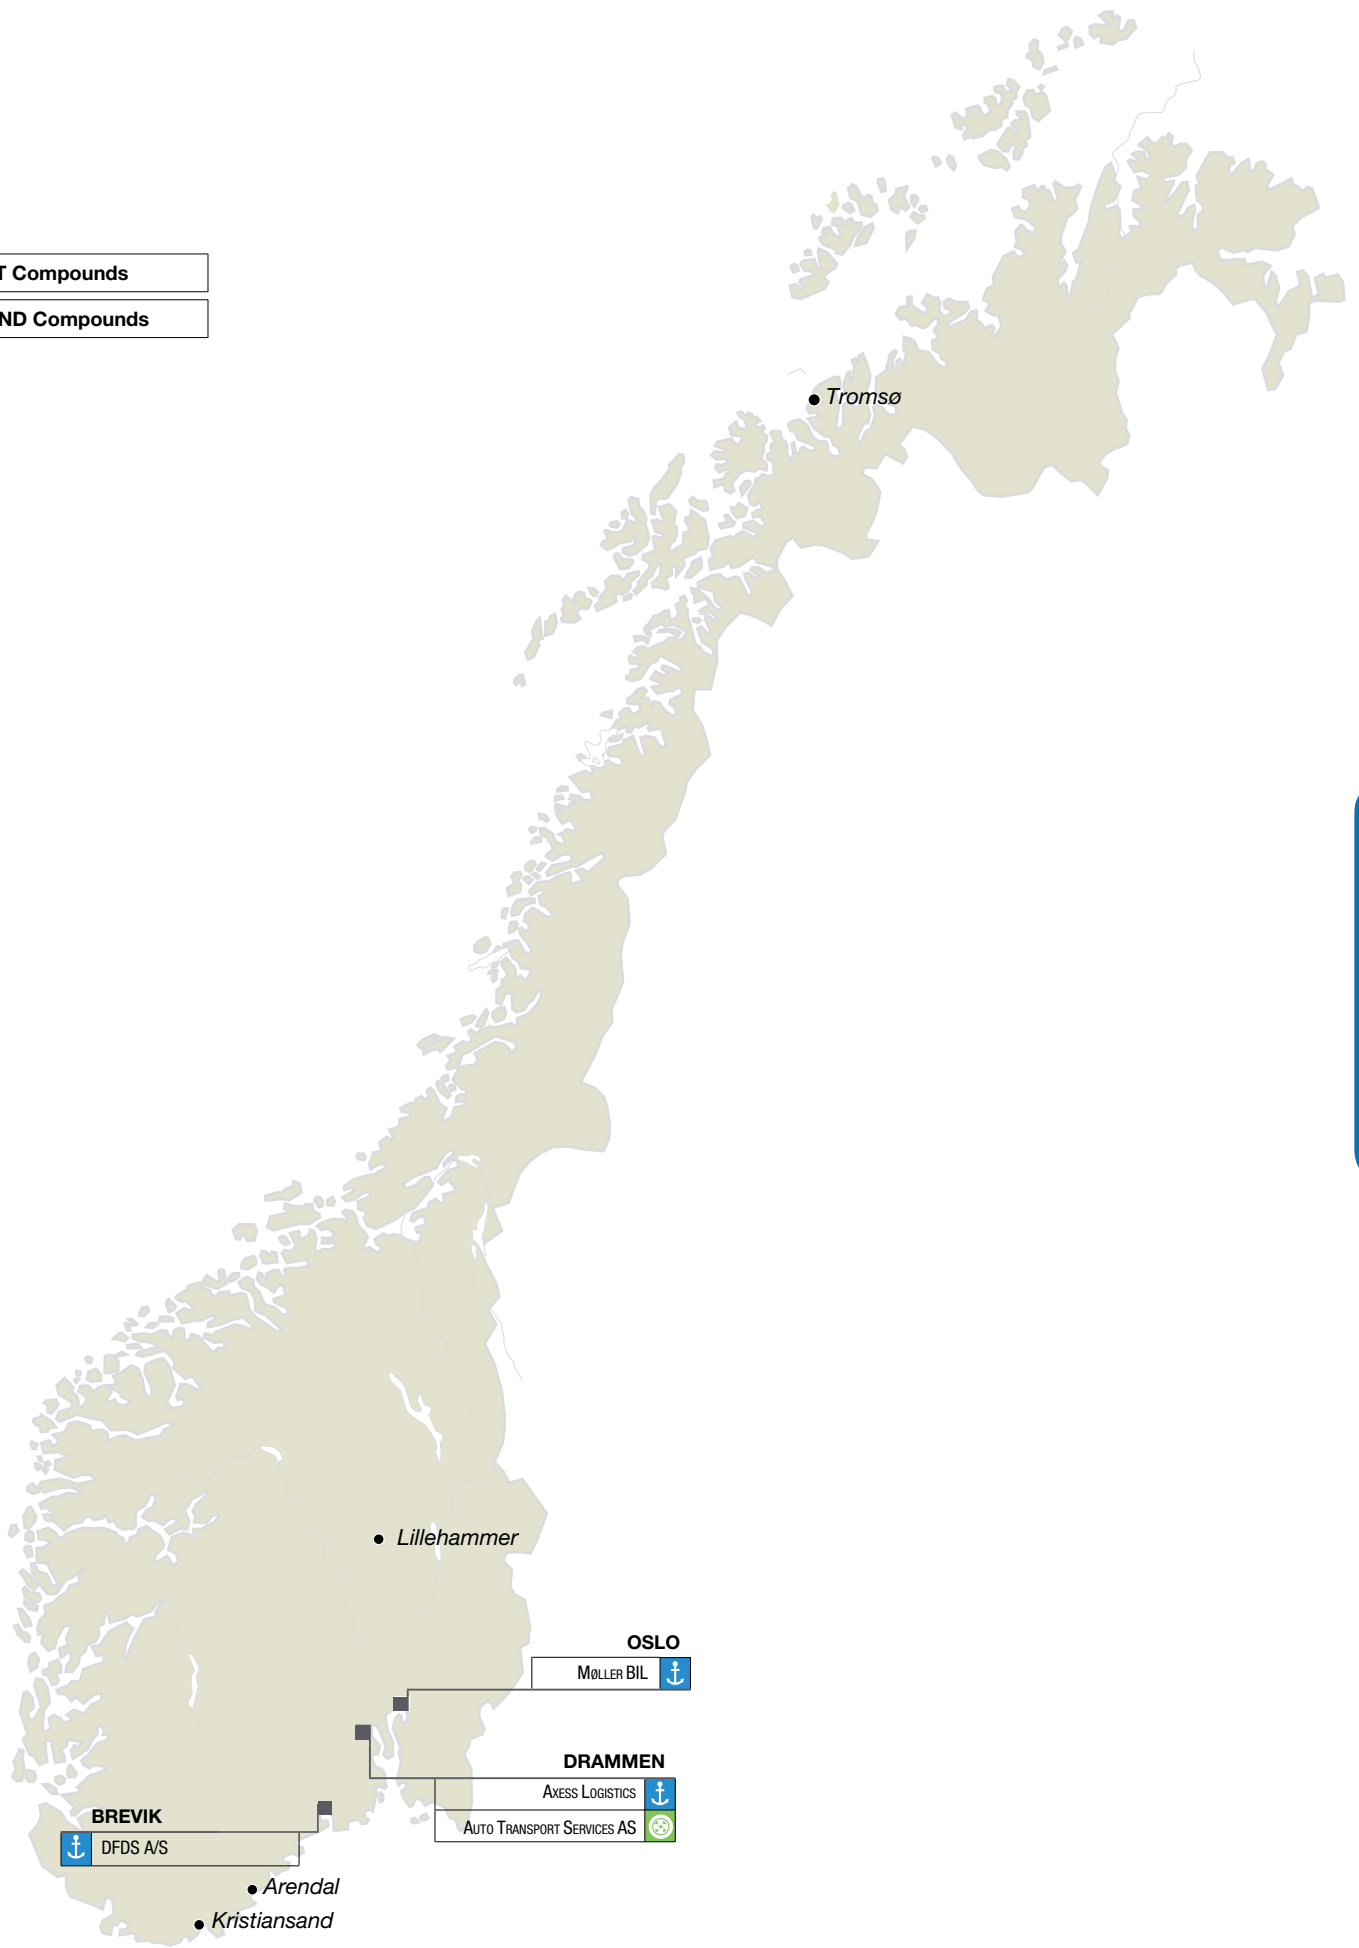 T Compounds
ND Compounds
Tromsø
Lillehammer
OSLO
Møller BIL
DRAMMEN
Axess Logistics
Auto Transport Services AS
BREVIK
DFDS A/S
Arendal
Kristiansand